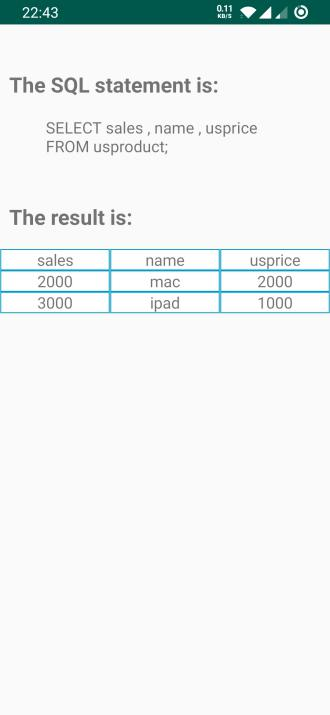 22:43
0.11
KB/S
The SQL statement is:
SELECT sales , name , usprice
FROM usproduct;
The result is:
sales name usprice
2000 mac 2000
3000 ipad 1000